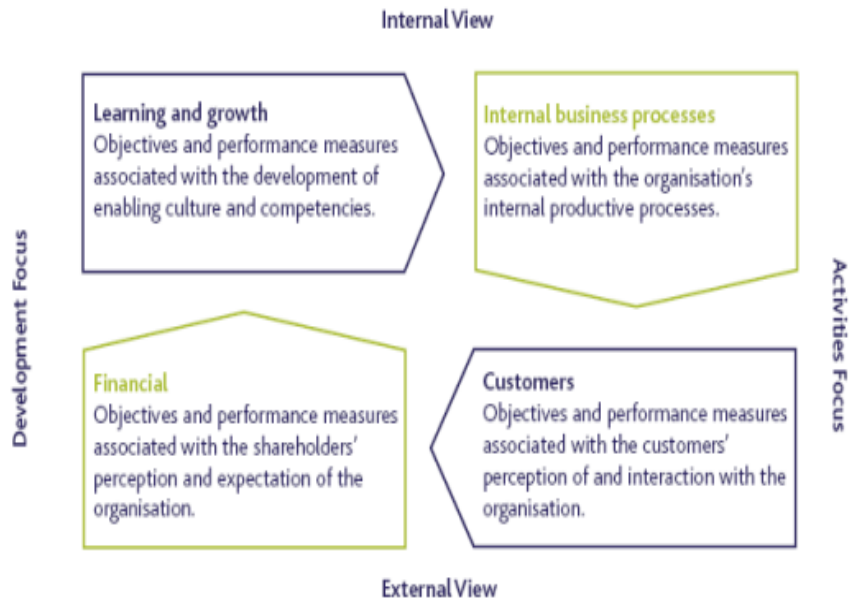 Internal View
Learning and growth
Objectives and performance measures
associated with the development of
enabling culture and competencies.
Internal business processes
Objectives and performance measures
associated with the organisation's
internal productive processes.
Development Focus
Activities Focus
Financial
Objectives and performance measures
associated with the shareholders'
perception and expectation of the
organisation.
Customers
Objectives and performance measures
associated with the customers'
perception of and interaction with the
organisation.
External View